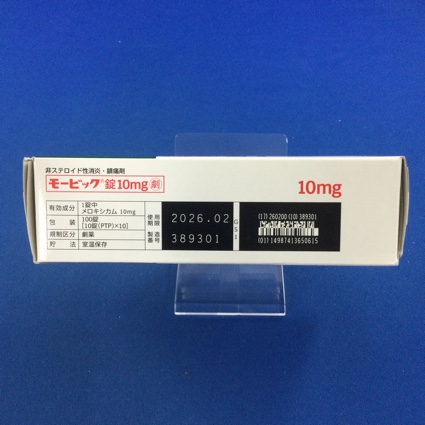 非ステロイド性消炎・鎮痛剤
モービック®錠10mg 劇
10mg
有効成分 1錠中
メロキシカム 10mg
包装 100錠
[10錠(PTP)×10]
規制区分 劇薬
貯法 室温保存
使用期限 2026.02
製造番号 389301
GS1
(17) 260200 (10) 389301
(01) 14987413650615